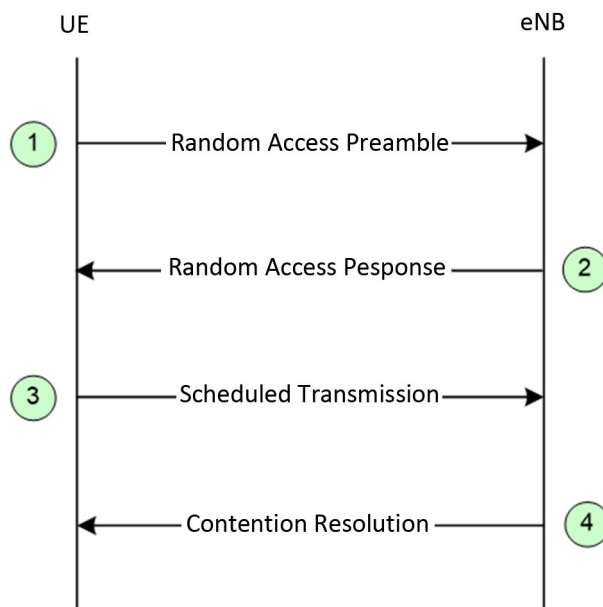 UE
eNB
1
Random Access Preamble
Random Access Pesponse
2
3
Scheduled Transmission
Contention Resolution
4